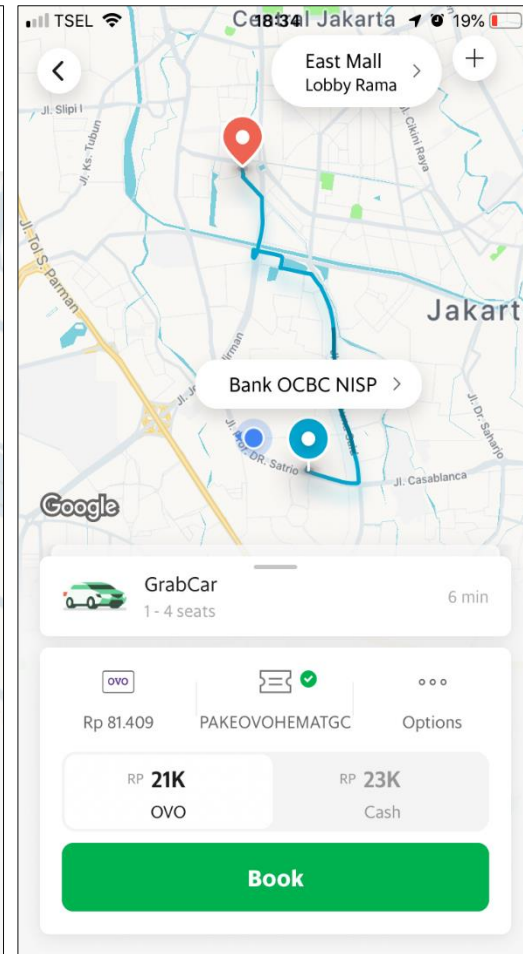 TSEL 18:34 19%
Central Jakarta
East Mall
Lobby Rama
Jl. Slipi I
Jl. Ks. Tubun
Jl. Cikini Raya
Jl. Tol S. Parman
Jakart
Bank OCBC NISP
Jl. Prof. DR. Satrio
Jl. Casablanca
Jl. Dr. Saharjo
Google
GrabCar
1 - 4 seats
6 min
OVO
Rp 81.409
PAKEOVOHEMATGC
Options
RP 21K
OVO
RP 23K
Cash
Book